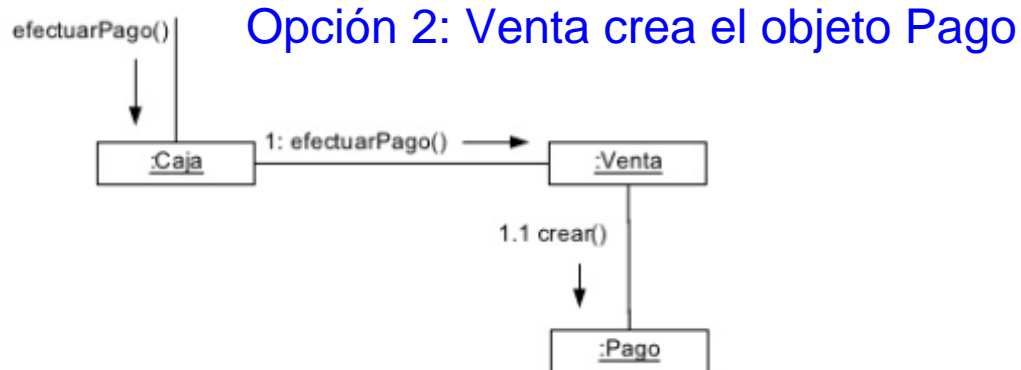 Opción 2: Venta crea el objeto Pago
efectuarPago()
1: efectuarPago()
:Caja
:Venta
1.1 crear()
:Pago